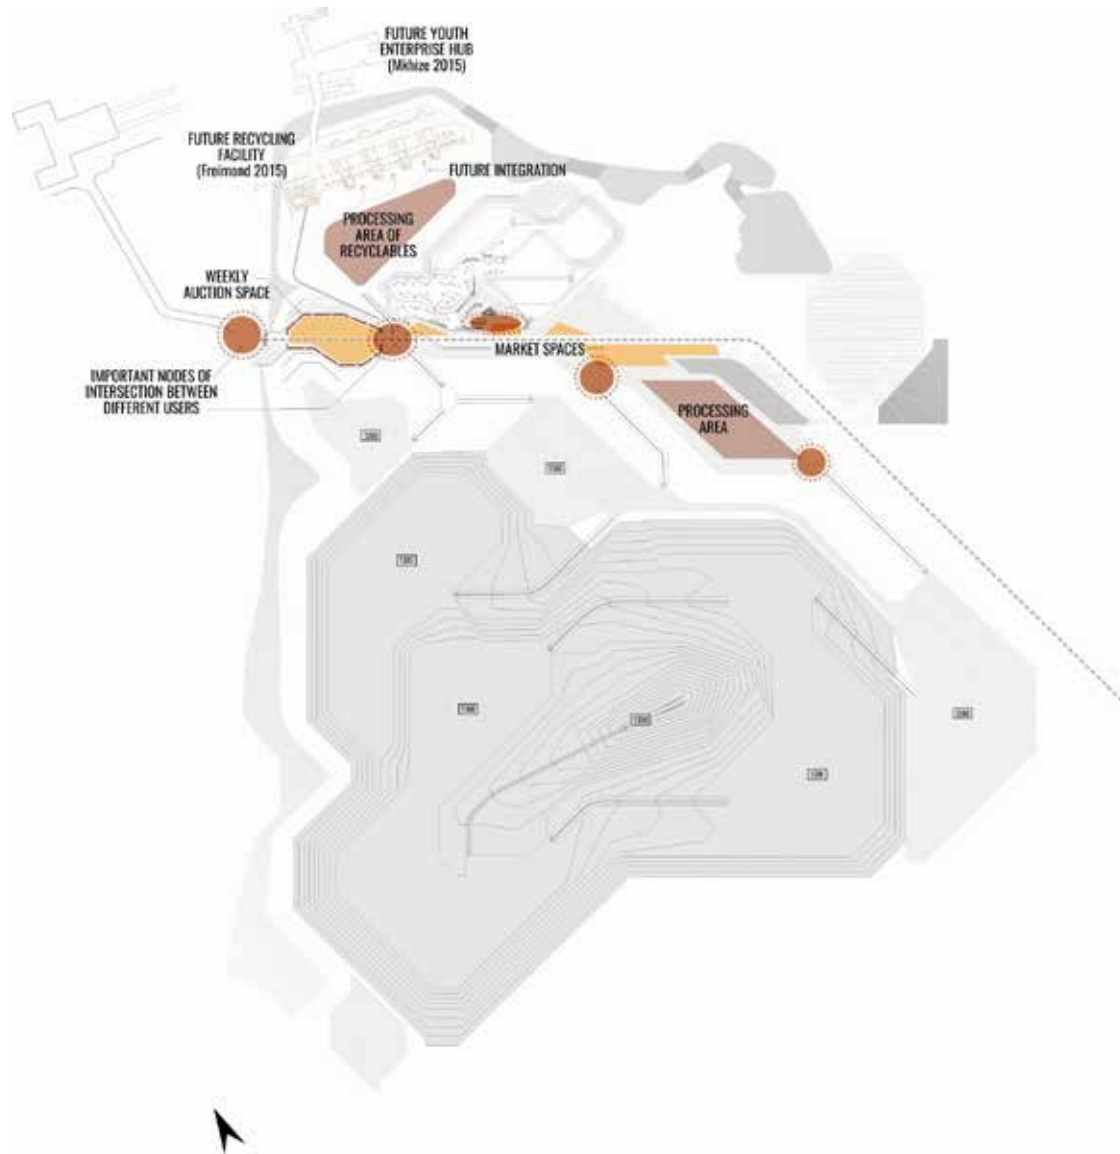 FUTURE YOUTH
ENTERPRISE HUB
(Mkhize 2015)
FUTURE RECYCLING
FACILITY
(Freimond 2015)
FUTURE INTEGRATION
PROCESSING
AREA OF
RECYCLABLES
WEEKLY
AUCTION SPACE
MARKET SPACES
IMPORTANT NODES OF
INTERSECTION BETWEEN
DIFFERENT USERS
PROCESSING
AREA